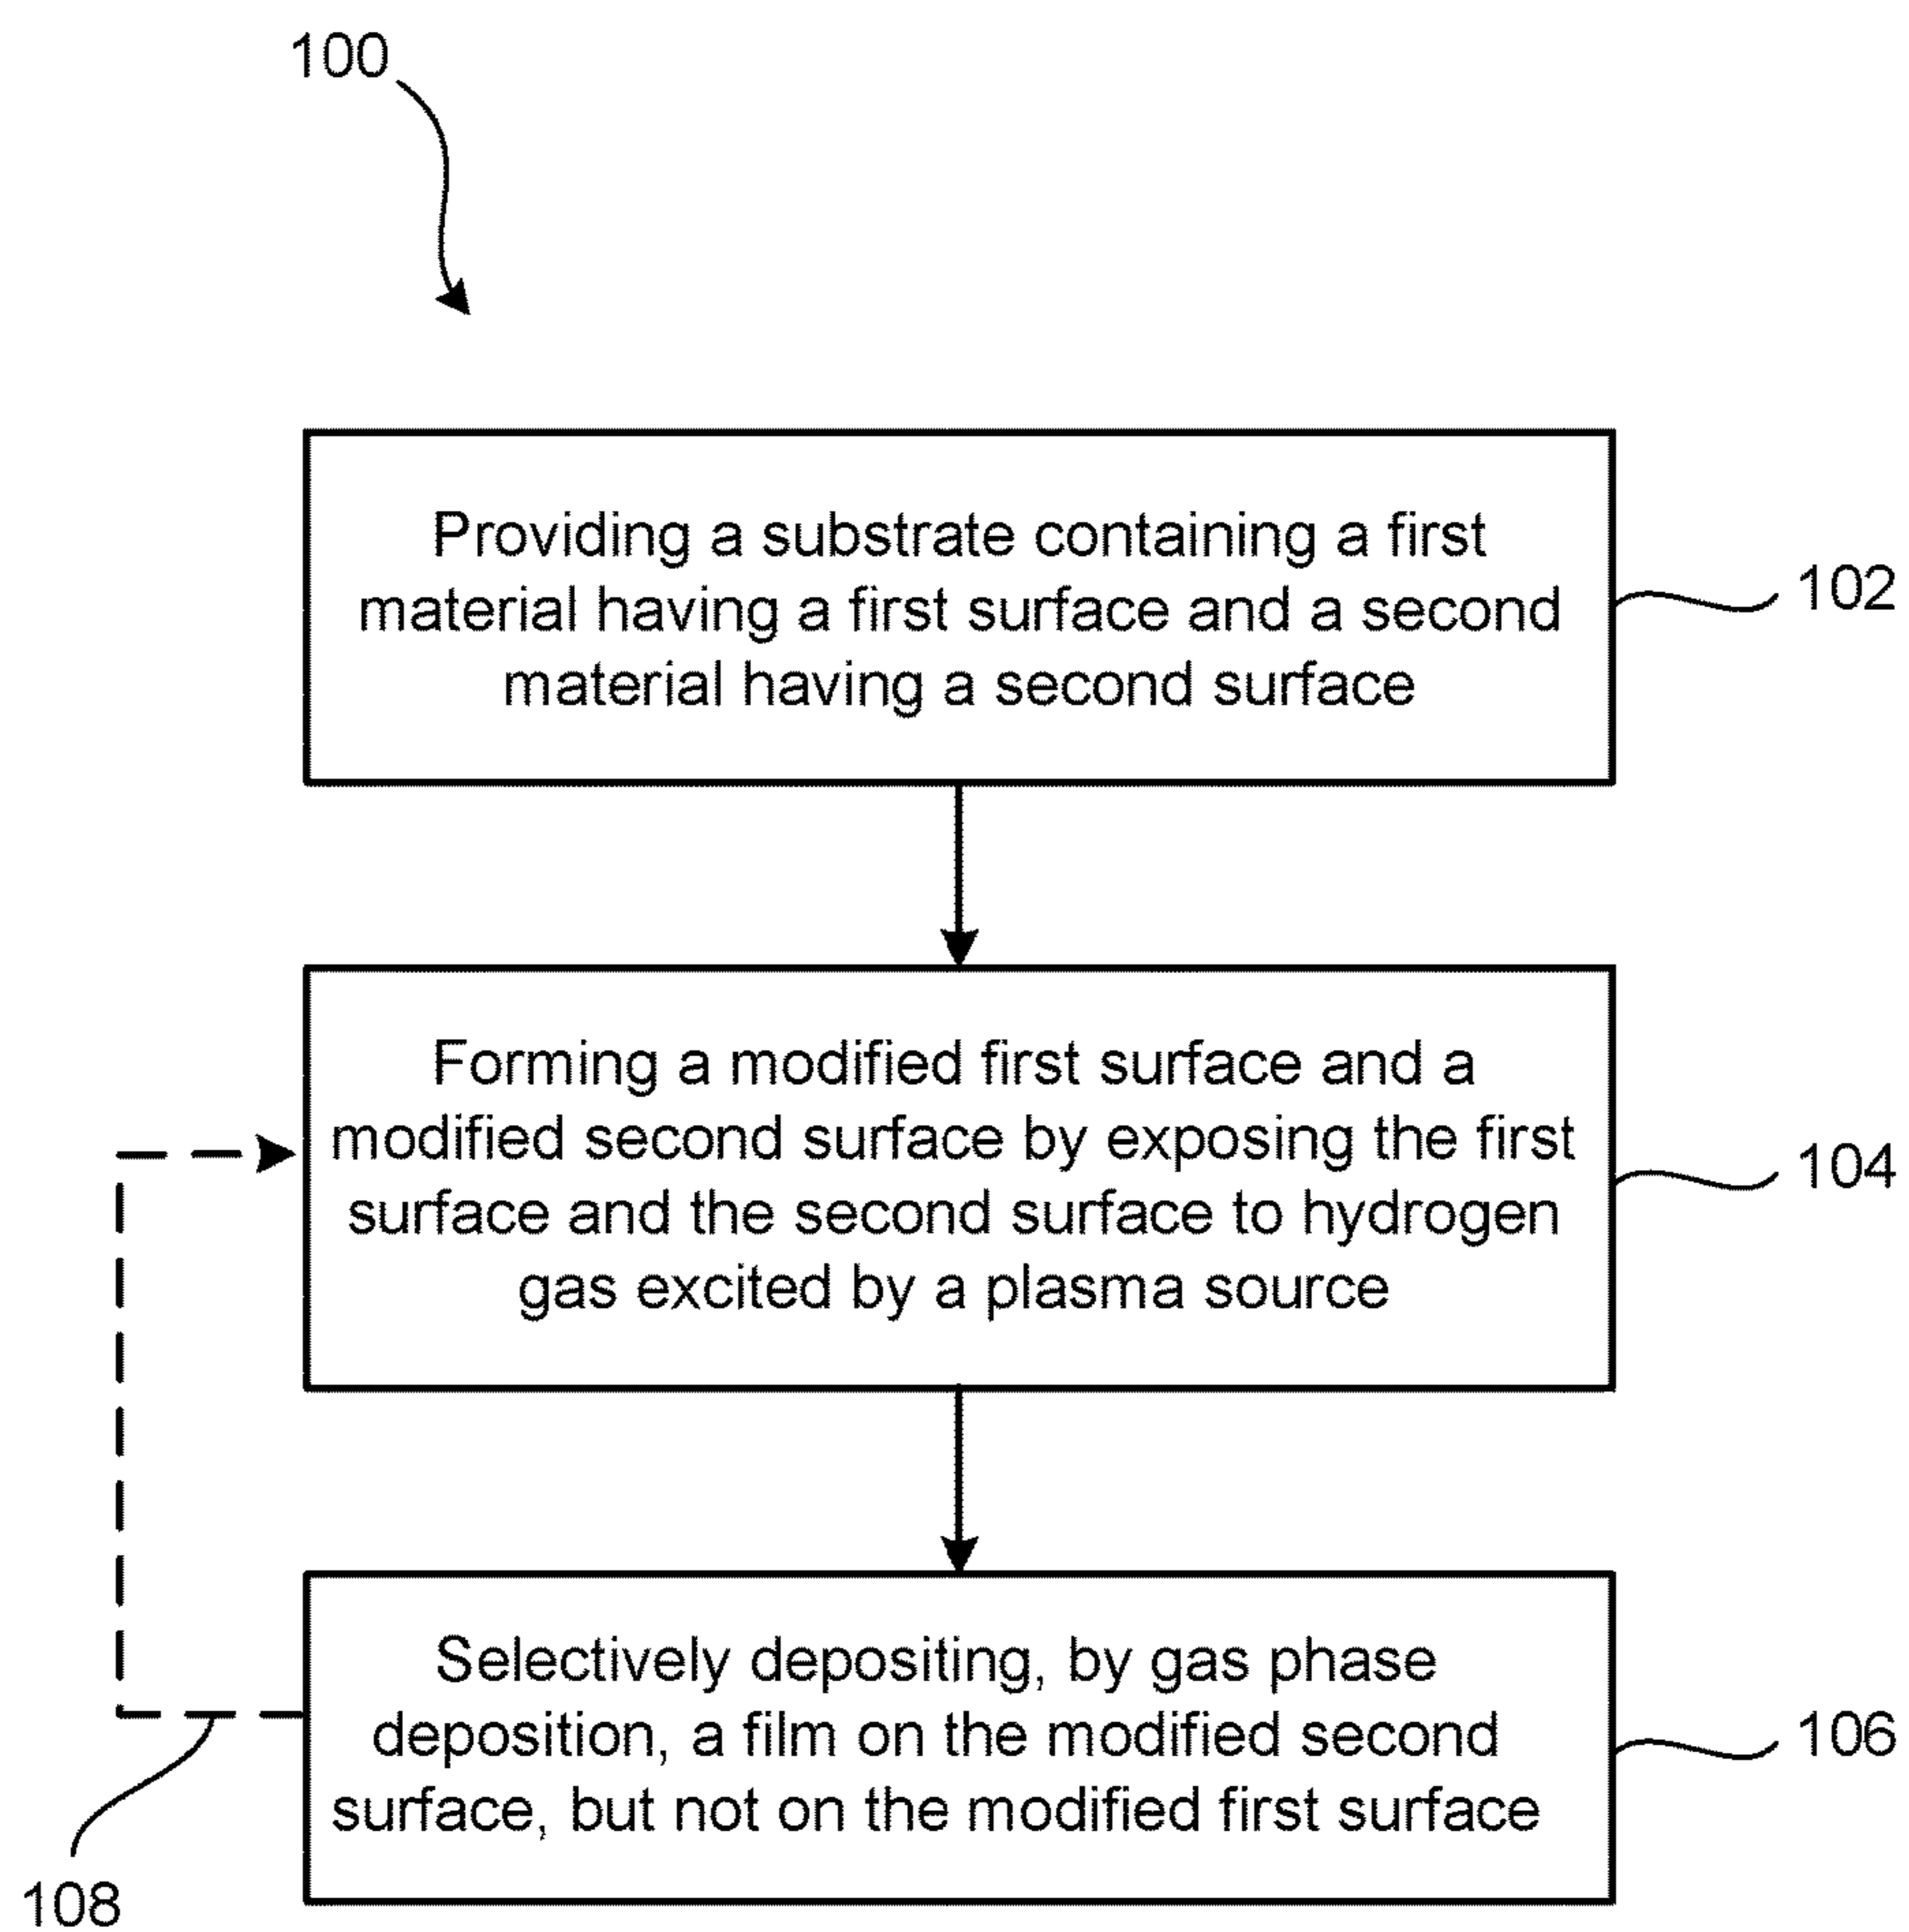 100
Providing a substrate containing a first
material having a first surface and a second
material having a second surface
102
Forming a modified first surface and a
modified second surface by exposing the first
surface and the second surface to hydrogen
gas excited by a plasma source
104
Selectively depositing, by gas phase
deposition, a film on the modified second
surface, but not on the modified first surface
106
108